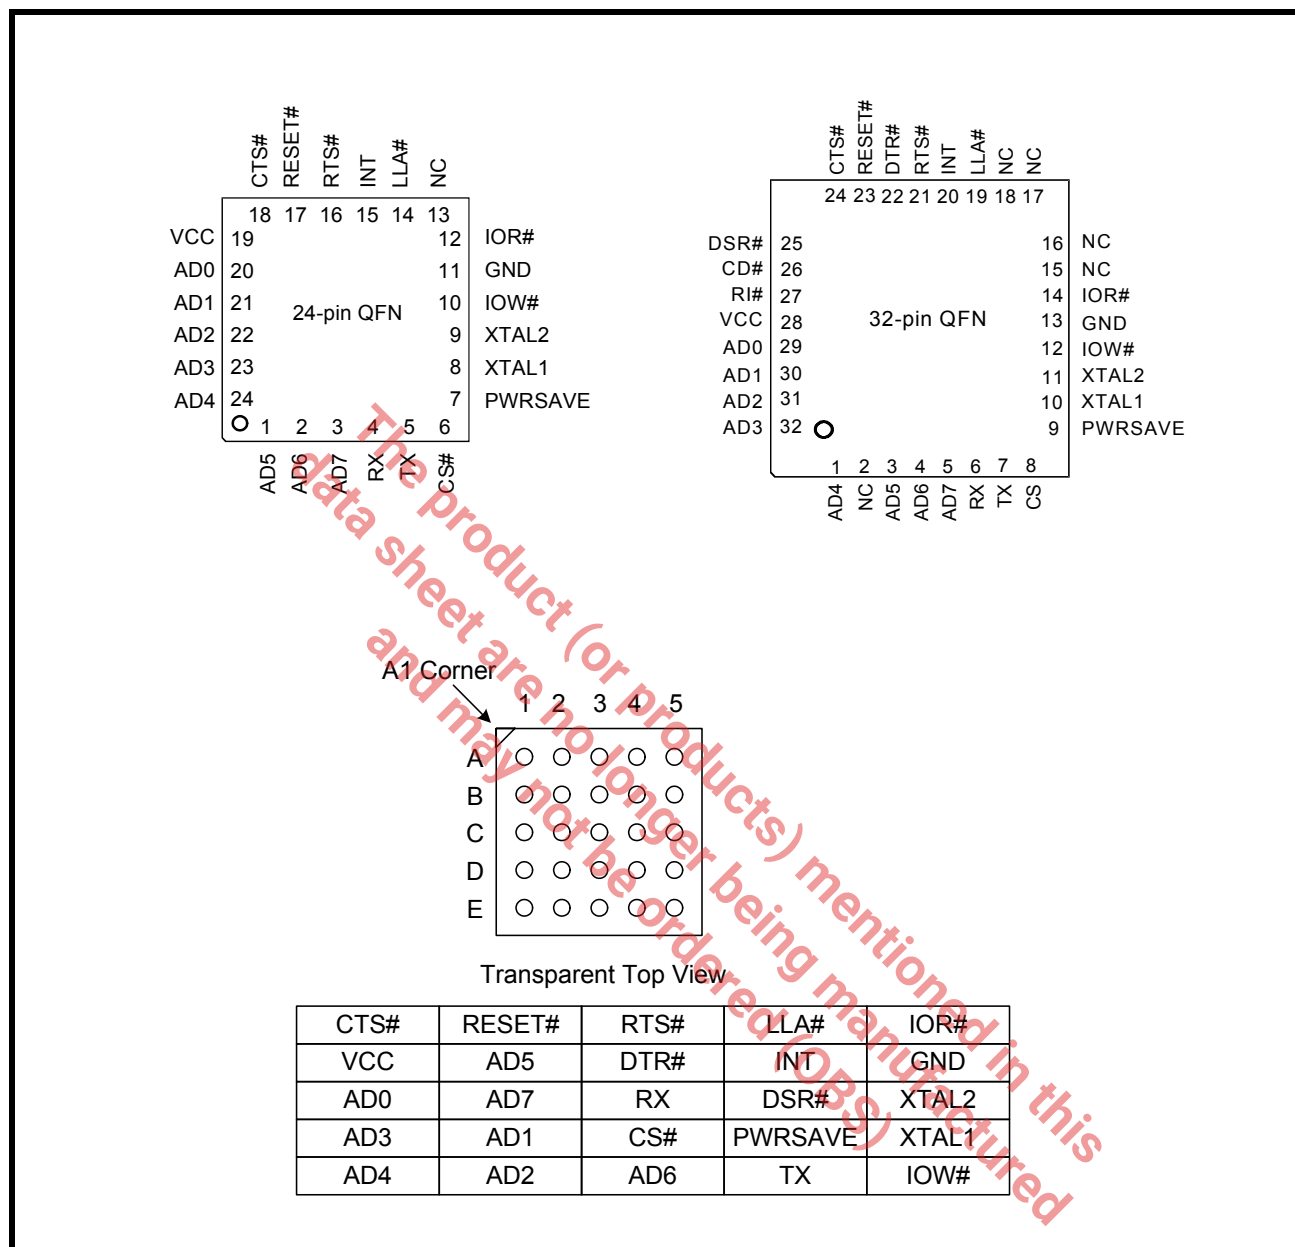 CTS# RESET# RTS# INT LLA# NC
18 17 16 15 14 13
VCC 19 12 IOR#
AD0 20 11 GND
AD1 21 10 IOW#
24-pin QFN
AD2 22 9 XTAL2
AD3 23 8 XTAL1
AD4 24 7 PWRSAVE
1 2 3 4 5 6
AD5 AD6 AD7 RX TX CS#
CTS# RESET# DTR# RTS# INT LLA# NC NC
24 23 22 21 20 19 18 17
DSR# 25 16 NC
CD# 26 15 NC
RI# 27 14 IOR#
VCC 28 13 GND
32-pin QFN
AD0 29 12 IOW#
AD1 30 11 XTAL2
AD2 31 10 XTAL1
AD3 32 9 PWRSAVE
1 2 3 4 5 6 7 8
AD4 NC AD5 AD6 AD7 RX TX CS
A1 Corner
1 2 3 4 5
A
B
C
D
E
Transparent Top View
CTS# RESET# RTS# LLA# IOR#
VCC AD5 DTR# INT GND
AD0 AD7 RX DSR# XTAL2
AD3 AD1 CS# PWRSAVE XTAL1
AD4 AD2 AD6 TX IOW#
The product (or products) mentioned in this
data sheet are no longer being manufactured
and may not be ordered (OBS)